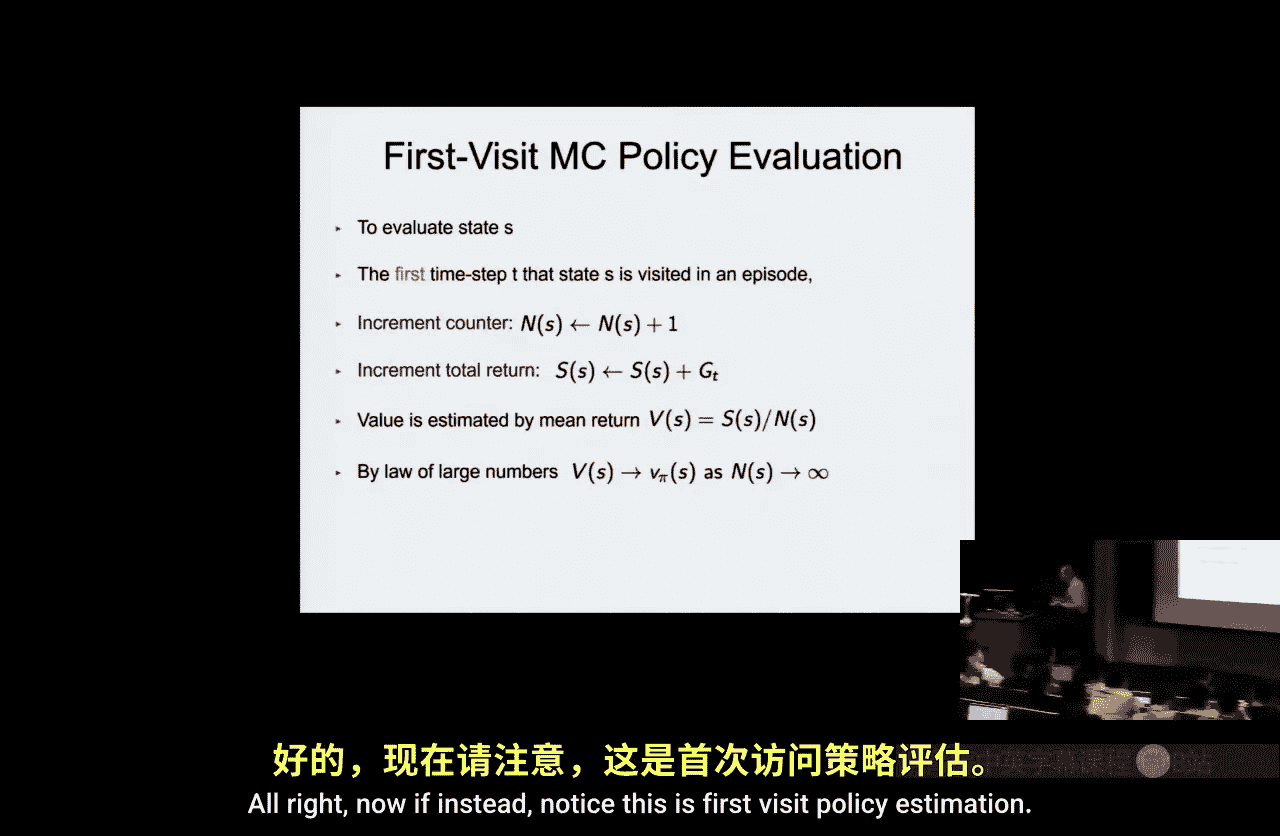 First-Visit MC Policy Evaluation
‣ To evaluate state s
‣ The first time-step t that state s is visited in an episode,
‣ Increment counter: N(s) ← N(s) + 1
‣ Increment total return: S(s) ← S(s) + Gₜ
‣ Value is estimated by mean return V(s) = S(s)/N(s)
‣ By law of large numbers V(s) → vπ(s) as N(s) → ∞
好的，现在请注意，这是首次访问策略评估。
All right, now if instead, notice this is first visit policy estimation.